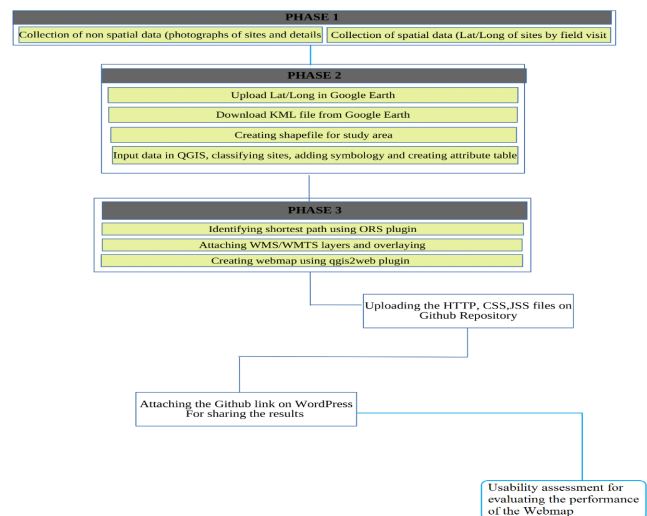 PHASE 1
Collection of non spatial data (photographs of sites and details
Collection of spatial data (Lat/Long of sites by field visit
PHASE 2
Upload Lat/Long in Google Earth
Download KML file from Google Earth
Creating shapefile for study area
Input data in QGIS, classifying sites, adding symbology and creating attribute table
PHASE 3
Identifying shortest path using ORS plugin
Attaching WMS/WMTS layers and overlaying
Creating webmap using qgis2web plugin
Uploading the HTTP, CSS,JSS files on
Github Repository
Attaching the Github link on WordPress
For sharing the results
Usability assessment for
evaluating the performance
of the Webmap